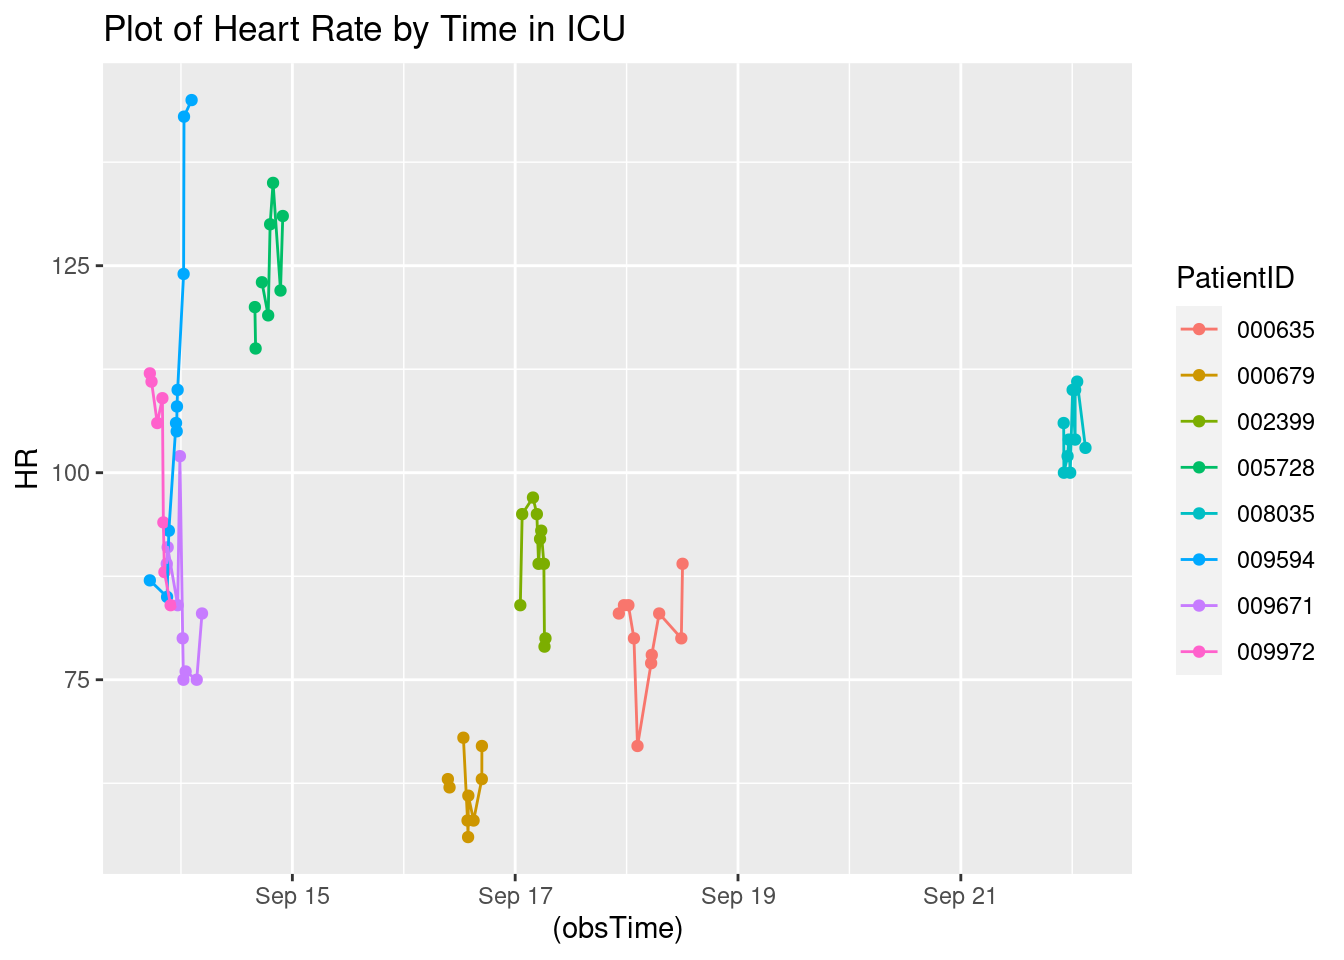 Plot of Heart Rate by Time in ICU
HR
125
100
75
Sep 15
Sep 17
Sep 19
Sep 21
(obsTime)
PatientID
000635
000679
002399
005728
008035
009594
009671
009972